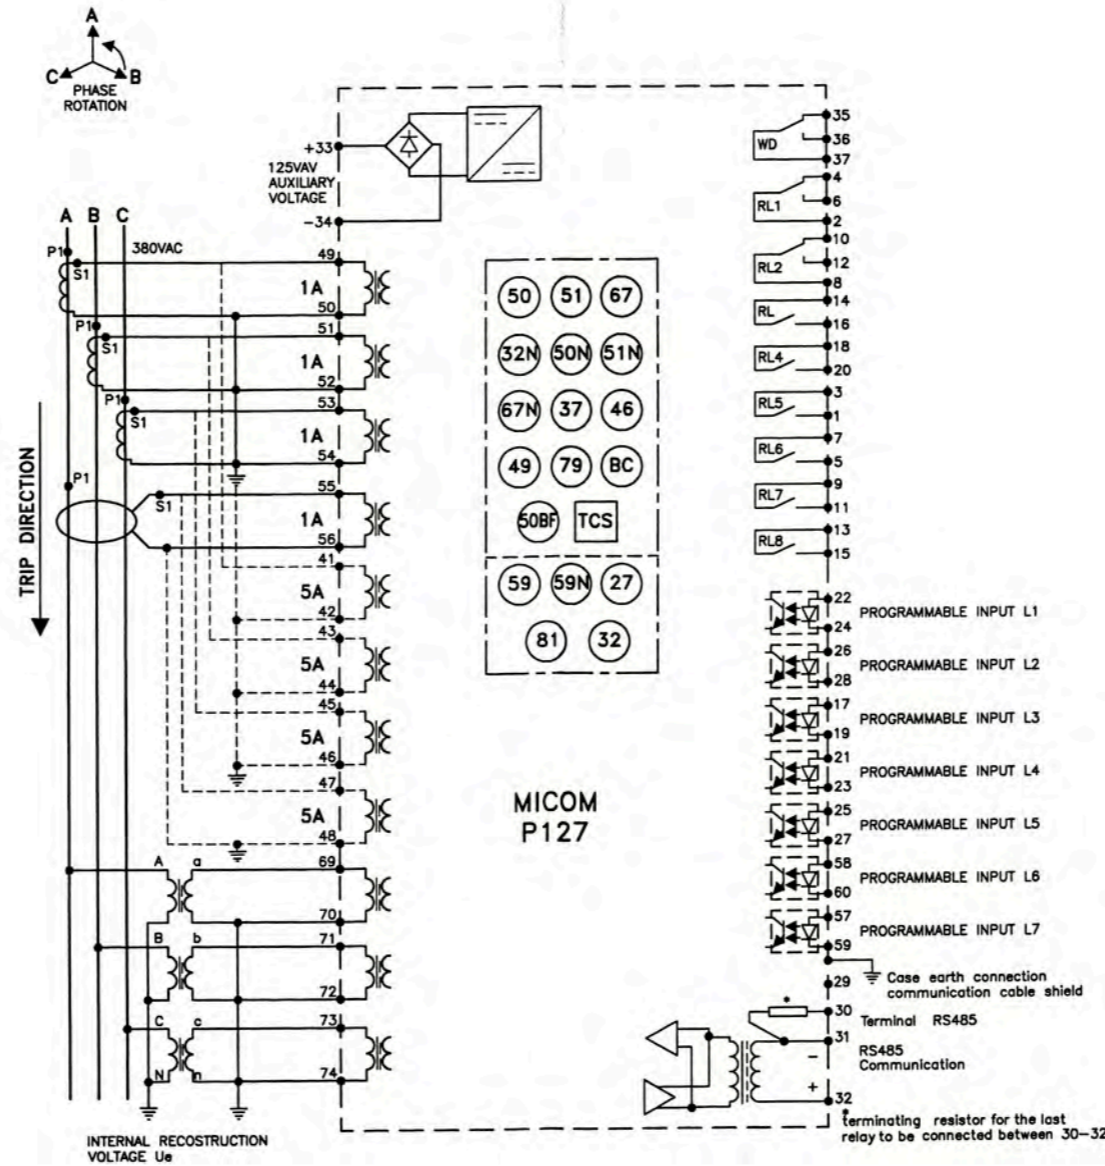 A
C B
PHASE
ROTATION
+33
125VAV
AUXILIARY
VOLTAGE
-34
A B C
380VAC
P1
S1
49
1A
50
P1
S1
51
1A
52
P1
S1
53
1A
54
TRIP DIRECTION
P1
S1
55
1A
56
41
5A
42
43
5A
44
45
5A
46
47
5A
48
A a
69
70
B b
71
72
C c
73
N n
74
INTERNAL RECOSTRUCTION
VOLTAGE Ue
50 51 67
32N 50N 51N
67N 37 46
49 79 BC
50BF TCS
59 59N 27
81 32
MICOM
P127
WD
35
36
37
RL1
4
6
2
RL2
10
12
8
RL
14
16
RL4
18
20
RL5
3
1
RL6
7
5
RL7
9
11
RL8
13
15
22
PROGRAMMABLE INPUT L1
24
26
PROGRAMMABLE INPUT L2
28
17
PROGRAMMABLE INPUT L3
19
21
PROGRAMMABLE INPUT L4
23
25
PROGRAMMABLE INPUT L5
27
58
PROGRAMMABLE INPUT L6
60
57
PROGRAMMABLE INPUT L7
59
Case earth connection
communication cable shield
29
*
30
Terminal RS485
31
-
RS485
Communication
+
32
*
terminating resistor for the last
relay to be connected between 30-32